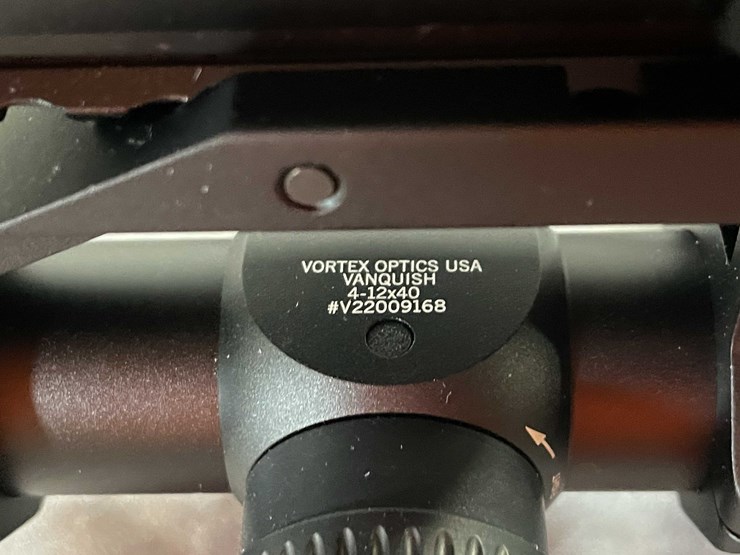 VORTEX OPTICS USA
VANQUISH
4-12x40
#V22009168